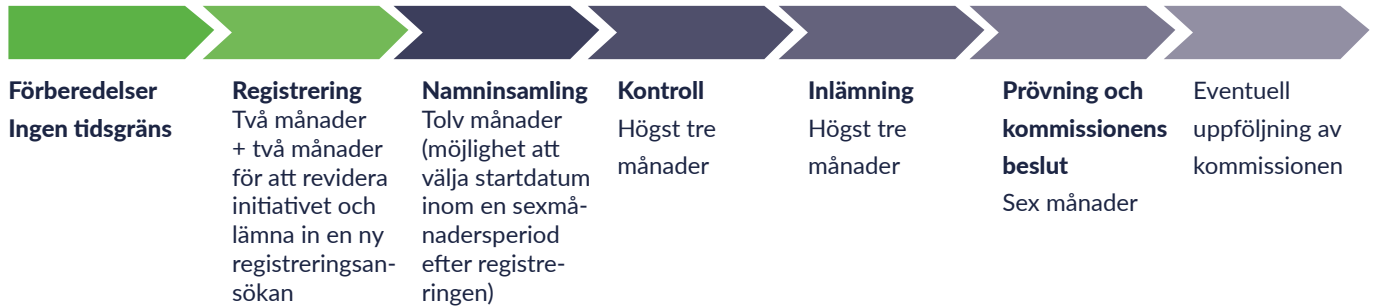 Förberedelser
Ingen tidsgräns
Registrering
Två månader
+ två månader
för att revidera
initiativet och
lämna in en ny
registreringsan-
sökan
Namninsamling
Tolv månader
(möjlighet att
välja startdatum
inom en sexmå-
nadersperiod
efter registre-
ringen)
Kontroll
Högst tre
månader
Inlämning
Högst tre
månader
Prövning och
kommissionens
beslut
Sex månader
Eventuell
uppföljning av
kommissionen